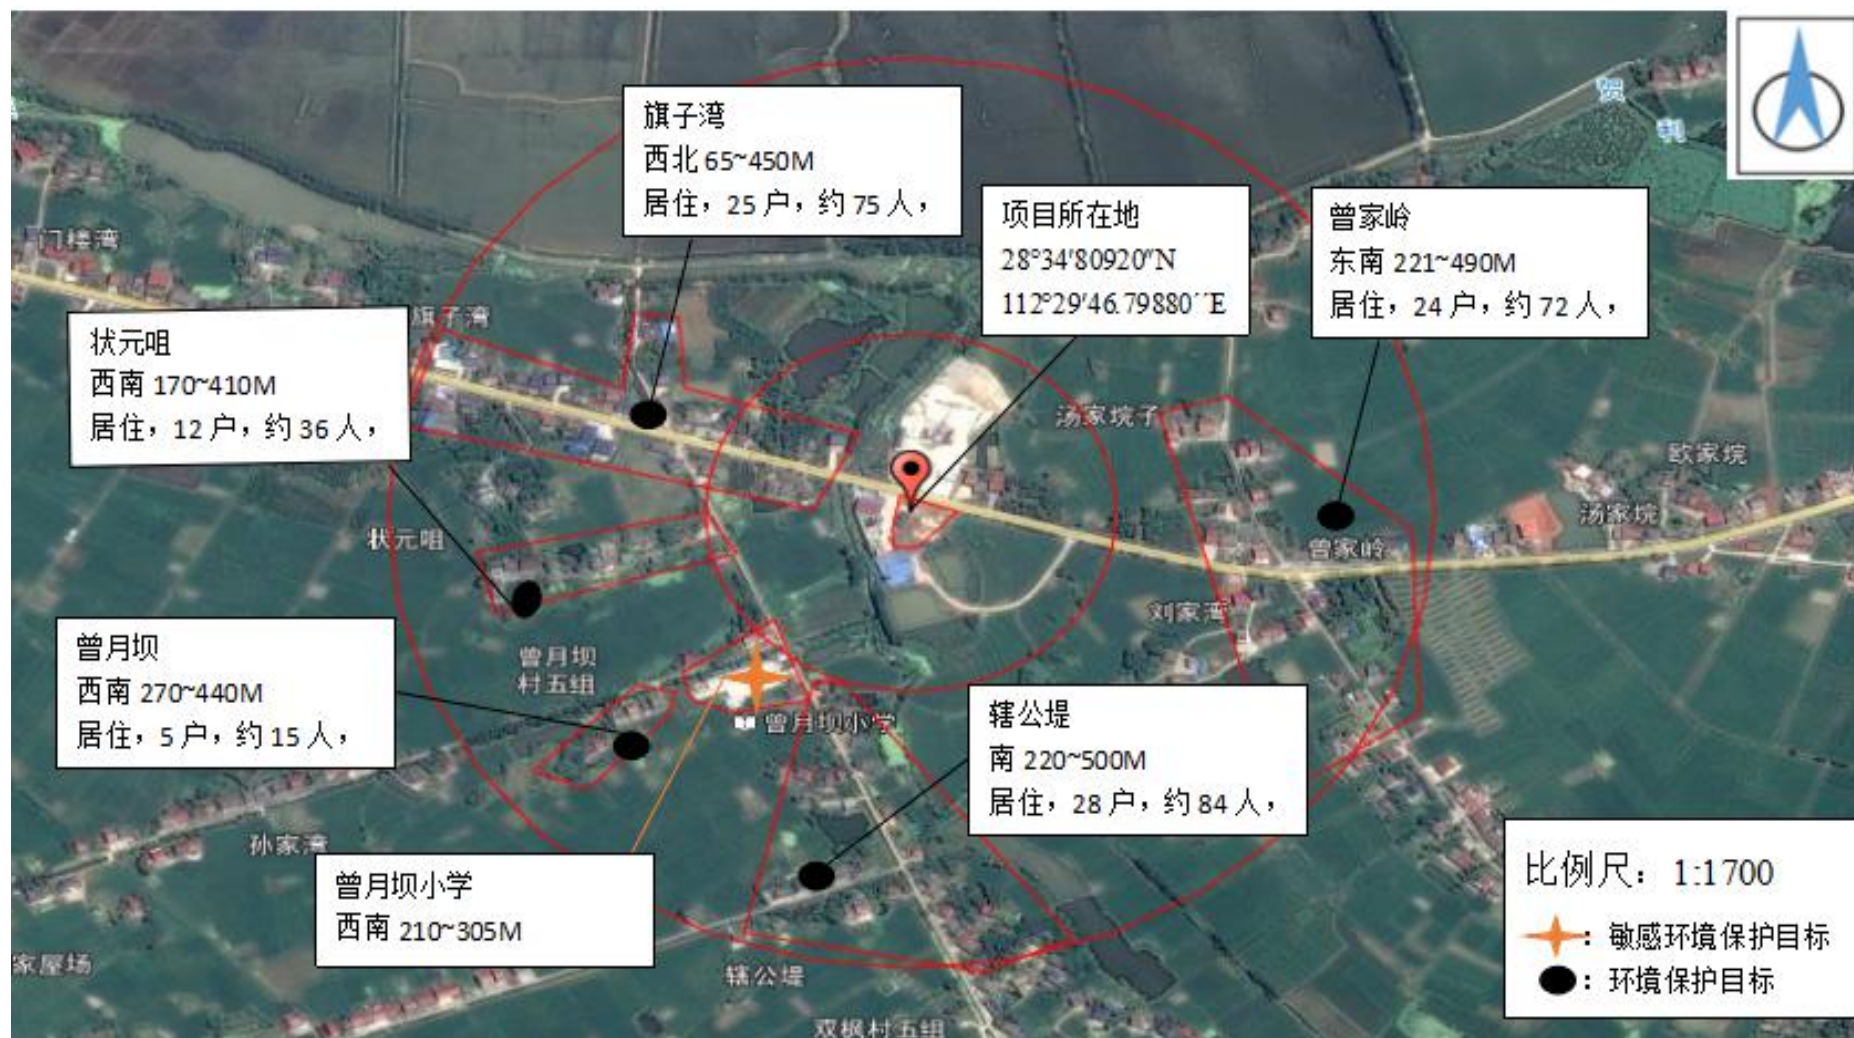 旗子湾
西北 65~450M
居住，25 户，约 75 人，
项目所在地
28°34′80920″N
112°29′46.79880´´E
曾家岭
东南 221~490M
居住，24 户，约 72 人，
贺
利
门楼湾
旗子湾
状元咀
西南 170~410M
居住，12 户，约 36 人，
汤家垸子
欧家垸
汤家垸
状元咀
曾家岭
刘家湾
曾月坝
西南 270~440M
居住，5 户，约 15 人，
曾月坝
村五组
曾月坝小学
辖公堤
南 220~500M
居住，28 户，约 84 人，
孙家湾
曾月坝小学
西南 210~305M
比例尺：1:1700
：敏感环境保护目标
：环境保护目标
家屋场
辖公堤
双枫村五组